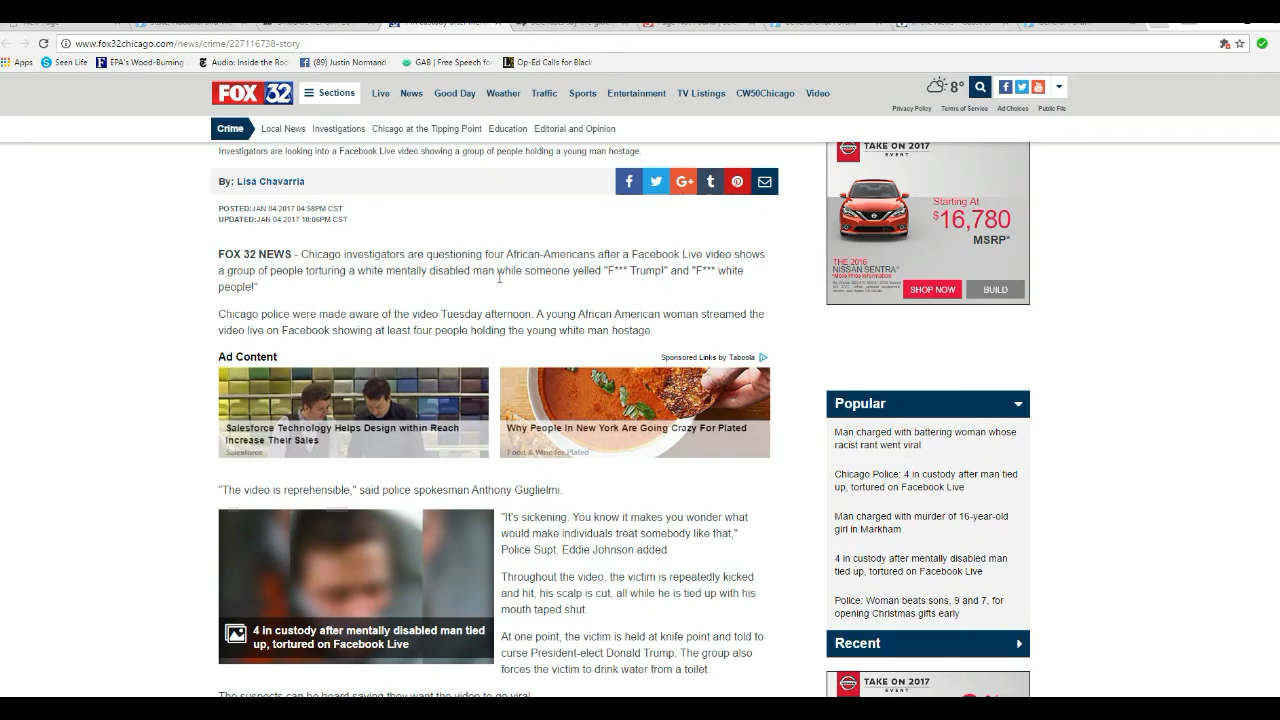 www.fox32chicago.com/news/crime/227116738-story
Apps
Seen Life
EPA's Wood-Burning
Audio: Inside the Roo
(89) Justin Normand
GAB | Free Speech fo
Op-Ed Calls for Black
FOX 32
Sections
Live
News
Good Day
Weather
Traffic
Sports
Entertainment
TV Listings
CW50Chicago
Video
8°
Privacy Policy
Terms of Service
Ad Choices
Public File
Crime
Local News
Investigations
Chicago at the Tipping Point
Education
Editorial and Opinion
Investigators are looking into a Facebook Live video showing a group of people holding a young man hostage.
By: Lisa Chavarria
POSTED:JAN 04 2017 04:58PM CST
UPDATED:JAN 04 2017 10:06PM CST
FOX 32 NEWS - Chicago investigators are questioning four African-Americans after a Facebook Live video shows
a group of people torturing a white mentally disabled man while someone yelled "F*** Trump!" and "F*** white
people!"
Chicago police were made aware of the video Tuesday afternoon. A young African American woman streamed the
video live on Facebook showing at least four people holding the young white man hostage.
Ad Content
Sponsored Links by Taboola
Salesforce Technology Helps Design within Reach
Increase Their Sales
Salesforce
Why People In New York Are Going Crazy For Plated
Food & Wine for Plated
"The video is reprehensible," said police spokesman Anthony Guglielmi.
4 in custody after mentally disabled man tied
up, tortured on Facebook Live
"It's sickening. You know it makes you wonder what
would make individuals treat somebody like that,"
Police Supt. Eddie Johnson added.
Throughout the video, the victim is repeatedly kicked
and hit, his scalp is cut, all while he is tied up with his
mouth taped shut.
At one point, the victim is held at knife point and told to
curse President-elect Donald Trump. The group also
forces the victim to drink water from a toilet.
The suspects can be heard saying they want the video to go viral
TAKE ON 2017
EVENT
Starting At
$16,780
MSRP*
THE 2016
NISSAN SENTRA®
SHOP NOW
BUILD
Popular
Man charged with battering woman whose
racist rant went viral
Chicago Police: 4 in custody after man tied
up, tortured on Facebook Live
Man charged with murder of 16-year-old
girl in Markham
4 in custody after mentally disabled man
tied up, tortured on Facebook Live
Police: Woman beats sons, 9 and 7, for
opening Christmas gifts early
Recent
TAKE ON 2017
EVENT